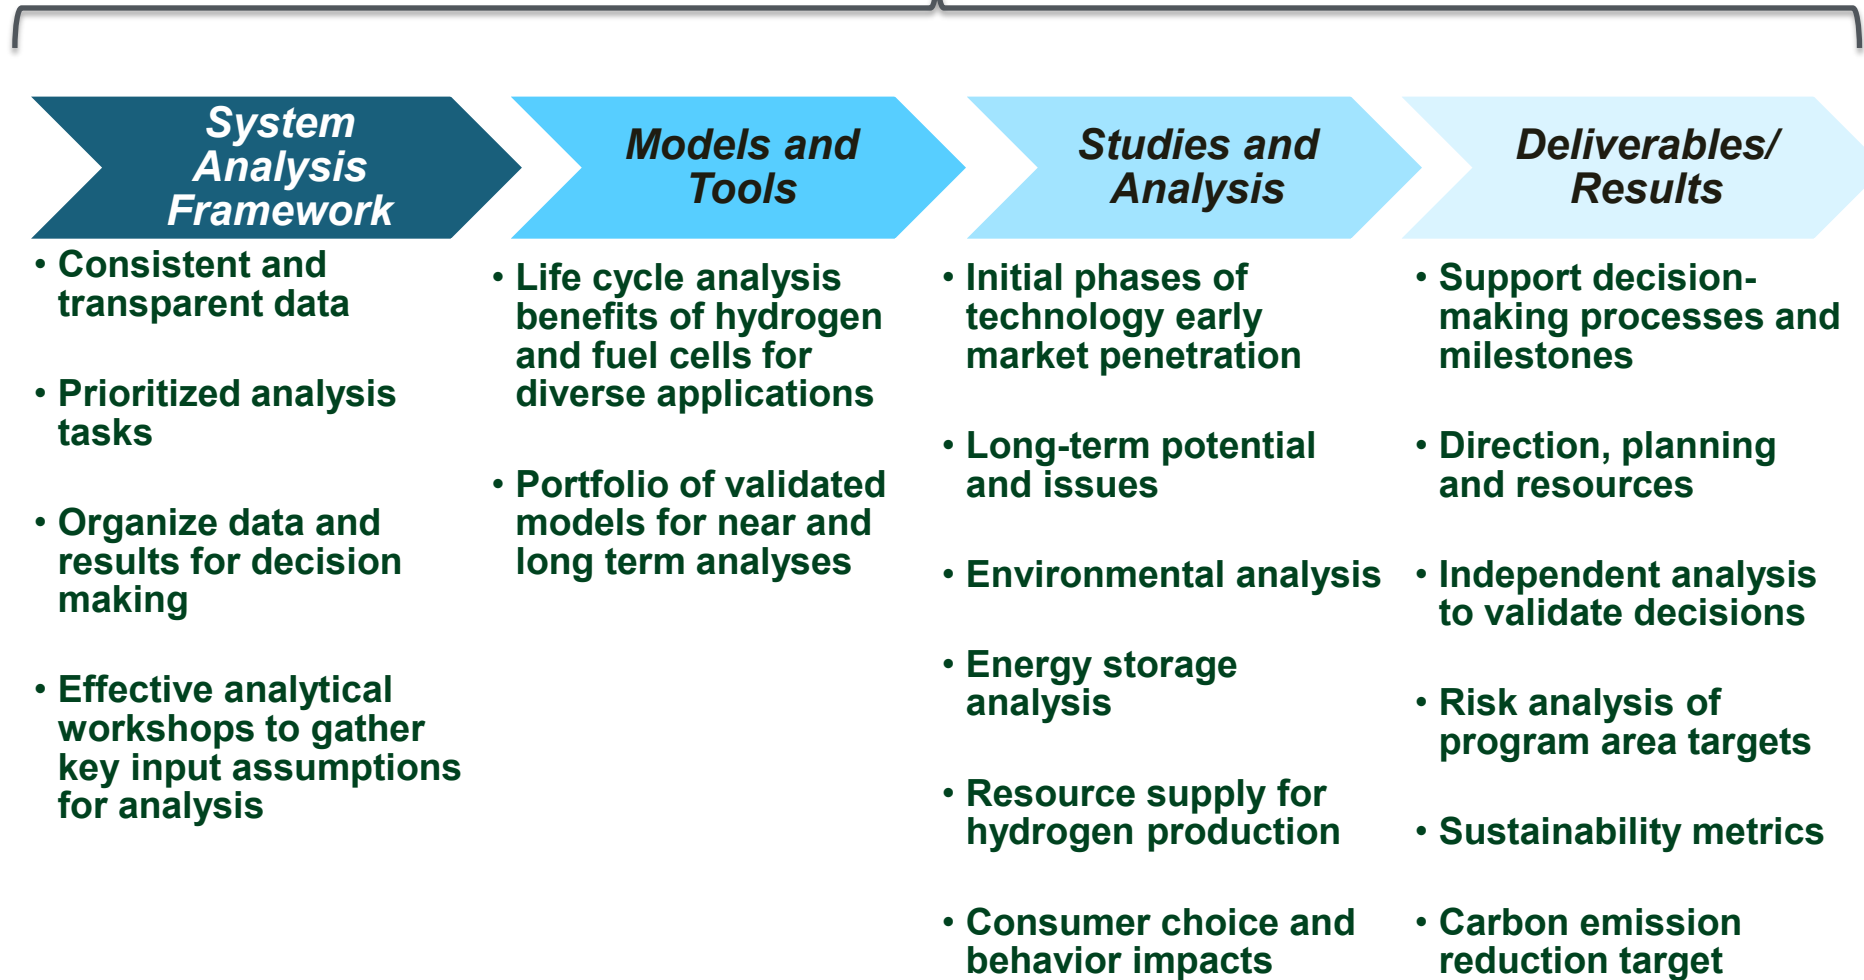 System
Analysis
Framework
• Consistent and
transparent data
• Prioritized analysis
tasks
• Organize data and
results for decision
making
• Effective analytical
workshops to gather
key input assumptions
for analysis
Models and
Tools
• Life cycle analysis
benefits of hydrogen
and fuel cells for
diverse applications
• Portfolio of validated
models for near and
long term analyses
Studies and
Analysis
• Initial phases of
technology early
market penetration
• Long-term potential
and issues
• Environmental analysis
• Energy storage
analysis
• Resource supply for
hydrogen production
• Consumer choice and
behavior impacts
Deliverables/
Results
• Support decision-
making processes and
milestones
• Direction, planning
and resources
• Independent analysis
to validate decisions
• Risk analysis of
program area targets
• Sustainability metrics
• Carbon emission
reduction target